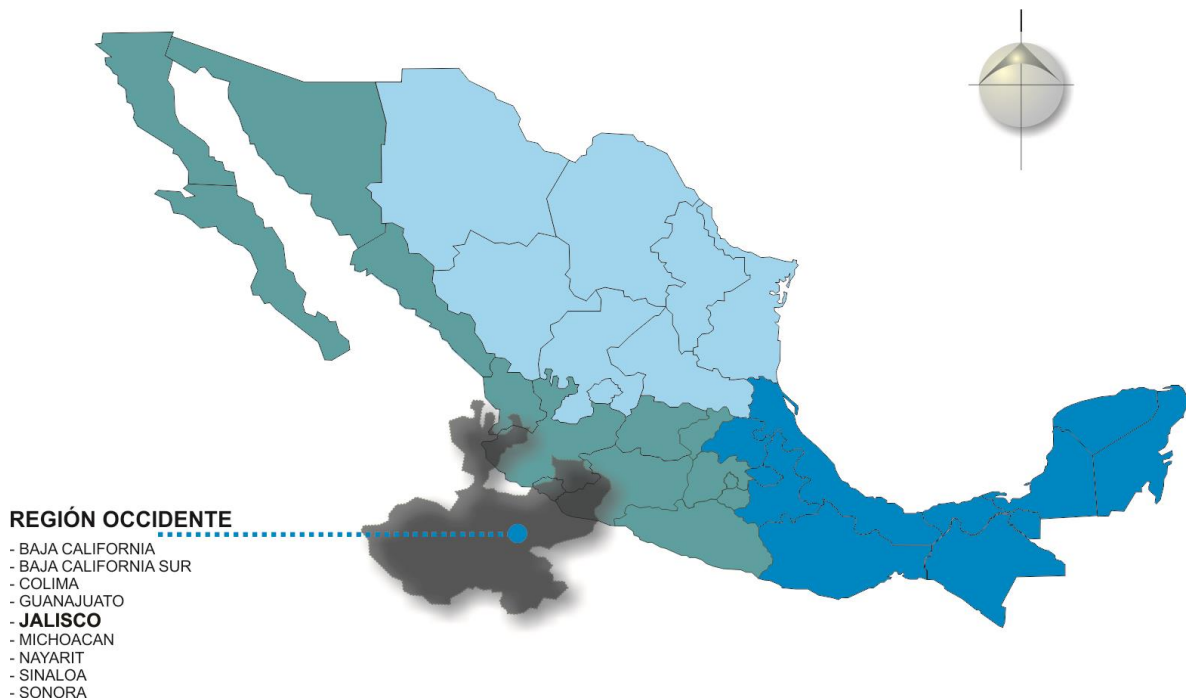 REGIÓN OCCIDENTE
- BAJA CALIFORNIA
- BAJA CALIFORNIA SUR
- COLIMA
- GUANAJUATO
- JALISCO
- MICHOACAN
- NAYARIT
- SINALOA
- SONORA